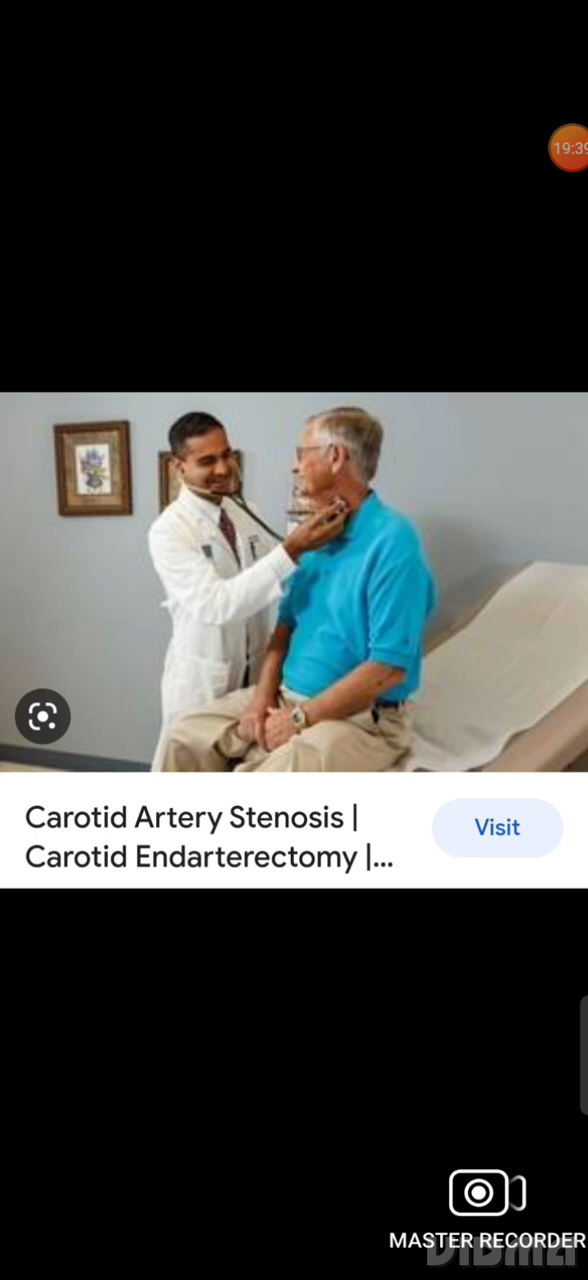 19:39
Carotid Artery Stenosis |
Carotid Endarterectomy |...
Visit
MASTER RECORDER